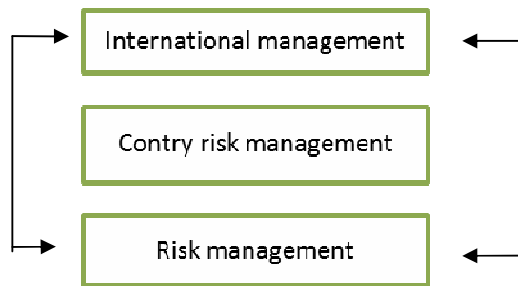 International management
Contry risk management
Risk management